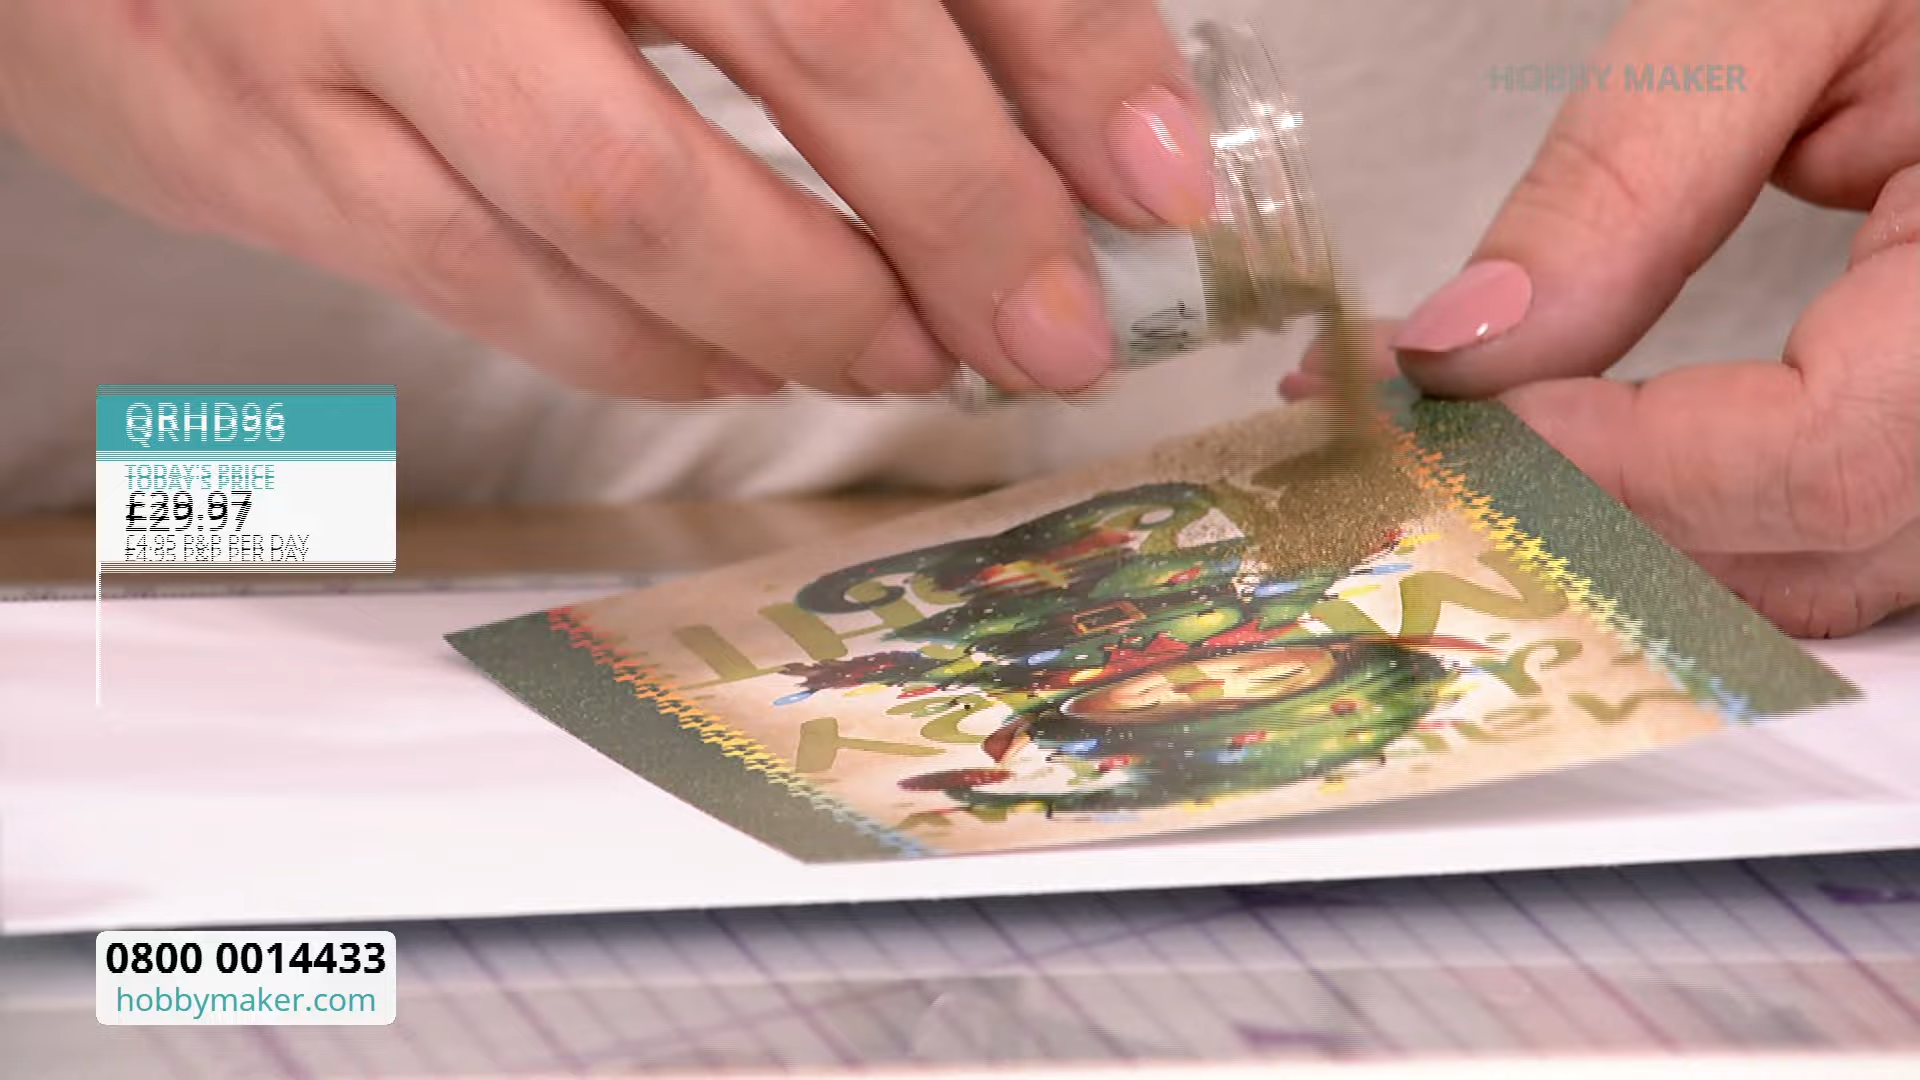 HOBBY MAKER
QRHD96
TODAY'S PRICE
£29.97
£4.95 P&P PER DAY
0800 0014433
hobbymaker.com